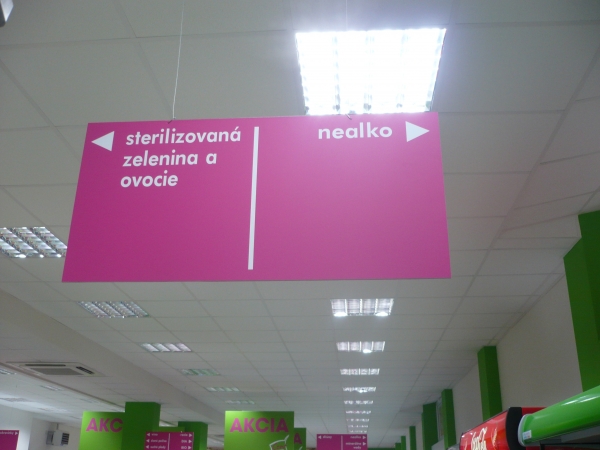 sterilizovaná
zelenina a
ovocie
nealko
AKC
AKCIA